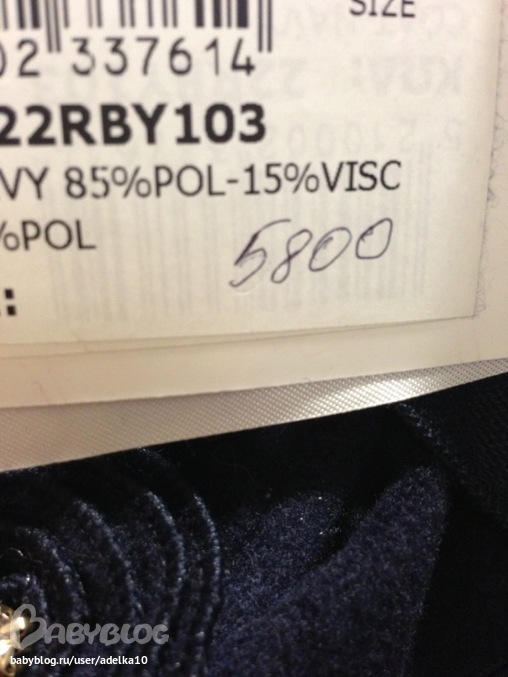 SIZE
02 337614
22RBY103
VY 85%POL-15%VISC
%POL
5800
:
BABYBLOG
babyblog.ru/user/adelka10